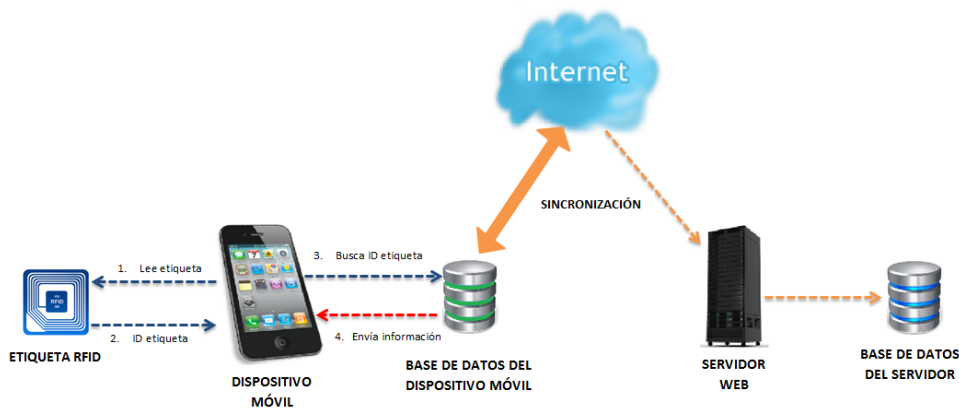 Internet
SINCRONIZACIÓN
1. Lee etiqueta
3. Busca ID etiqueta
RFID
2. ID etiqueta
4. Envía información
ETIQUETA RFID
DISPOSITIVO
MÓVIL
BASE DE DATOS DEL
DISPOSITIVO MÓVIL
SERVIDOR
WEB
BASE DE DATOS
DEL SERVIDOR